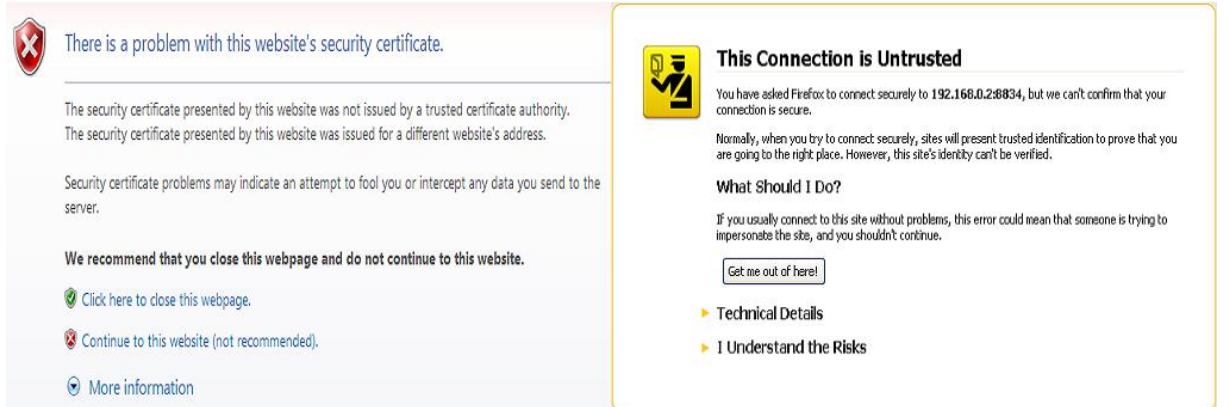 There is a problem with this website's security certificate.
The security certificate presented by this website was not issued by a trusted certificate authority.
The security certificate presented by this website was issued for a different website's address.
Security certificate problems may indicate an attempt to fool you or intercept any data you send to the
server.
We recommend that you close this webpage and do not continue to this website.
Click here to close this webpage.
Continue to this website (not recommended).
More information
This Connection is Untrusted
You have asked Firefox to connect securely to 192.168.0.2:8834, but we can't confirm that your
connection is secure.
Normally, when you try to connect securely, sites will present trusted identification to prove that you
are going to the right place. However, this site's identity can't be verified.
What Should I Do?
If you usually connect to this site without problems, this error could mean that someone is trying to
impersonate the site, and you shouldn't continue.
Get me out of here!
Technical Details
I Understand the Risks